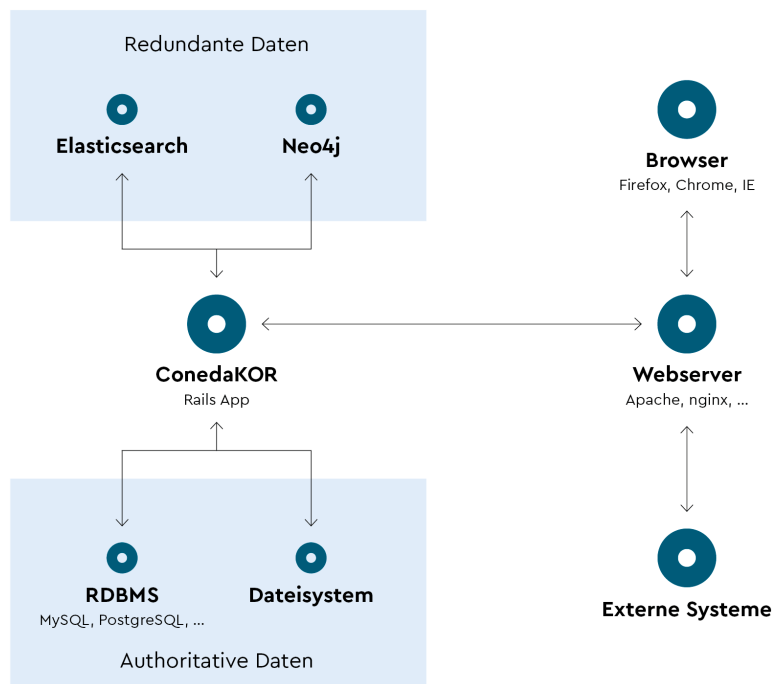 Redundante Daten
Elasticsearch
Neo4j
Browser
Firefox, Chrome, IE
ConedaKOR
Rails App
Webserver
Apache, nginx, ...
RDBMS
MySQL, PostgreSQL, ...
Dateisystem
Externe Systeme
Authoritative Daten